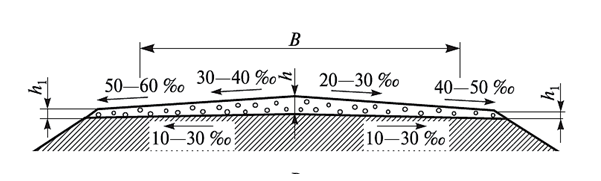 B
50—60 ‰ 30—40 ‰ h 20—30 ‰ 40—50 ‰
h1 h1
10—30 ‰ 10—30 ‰